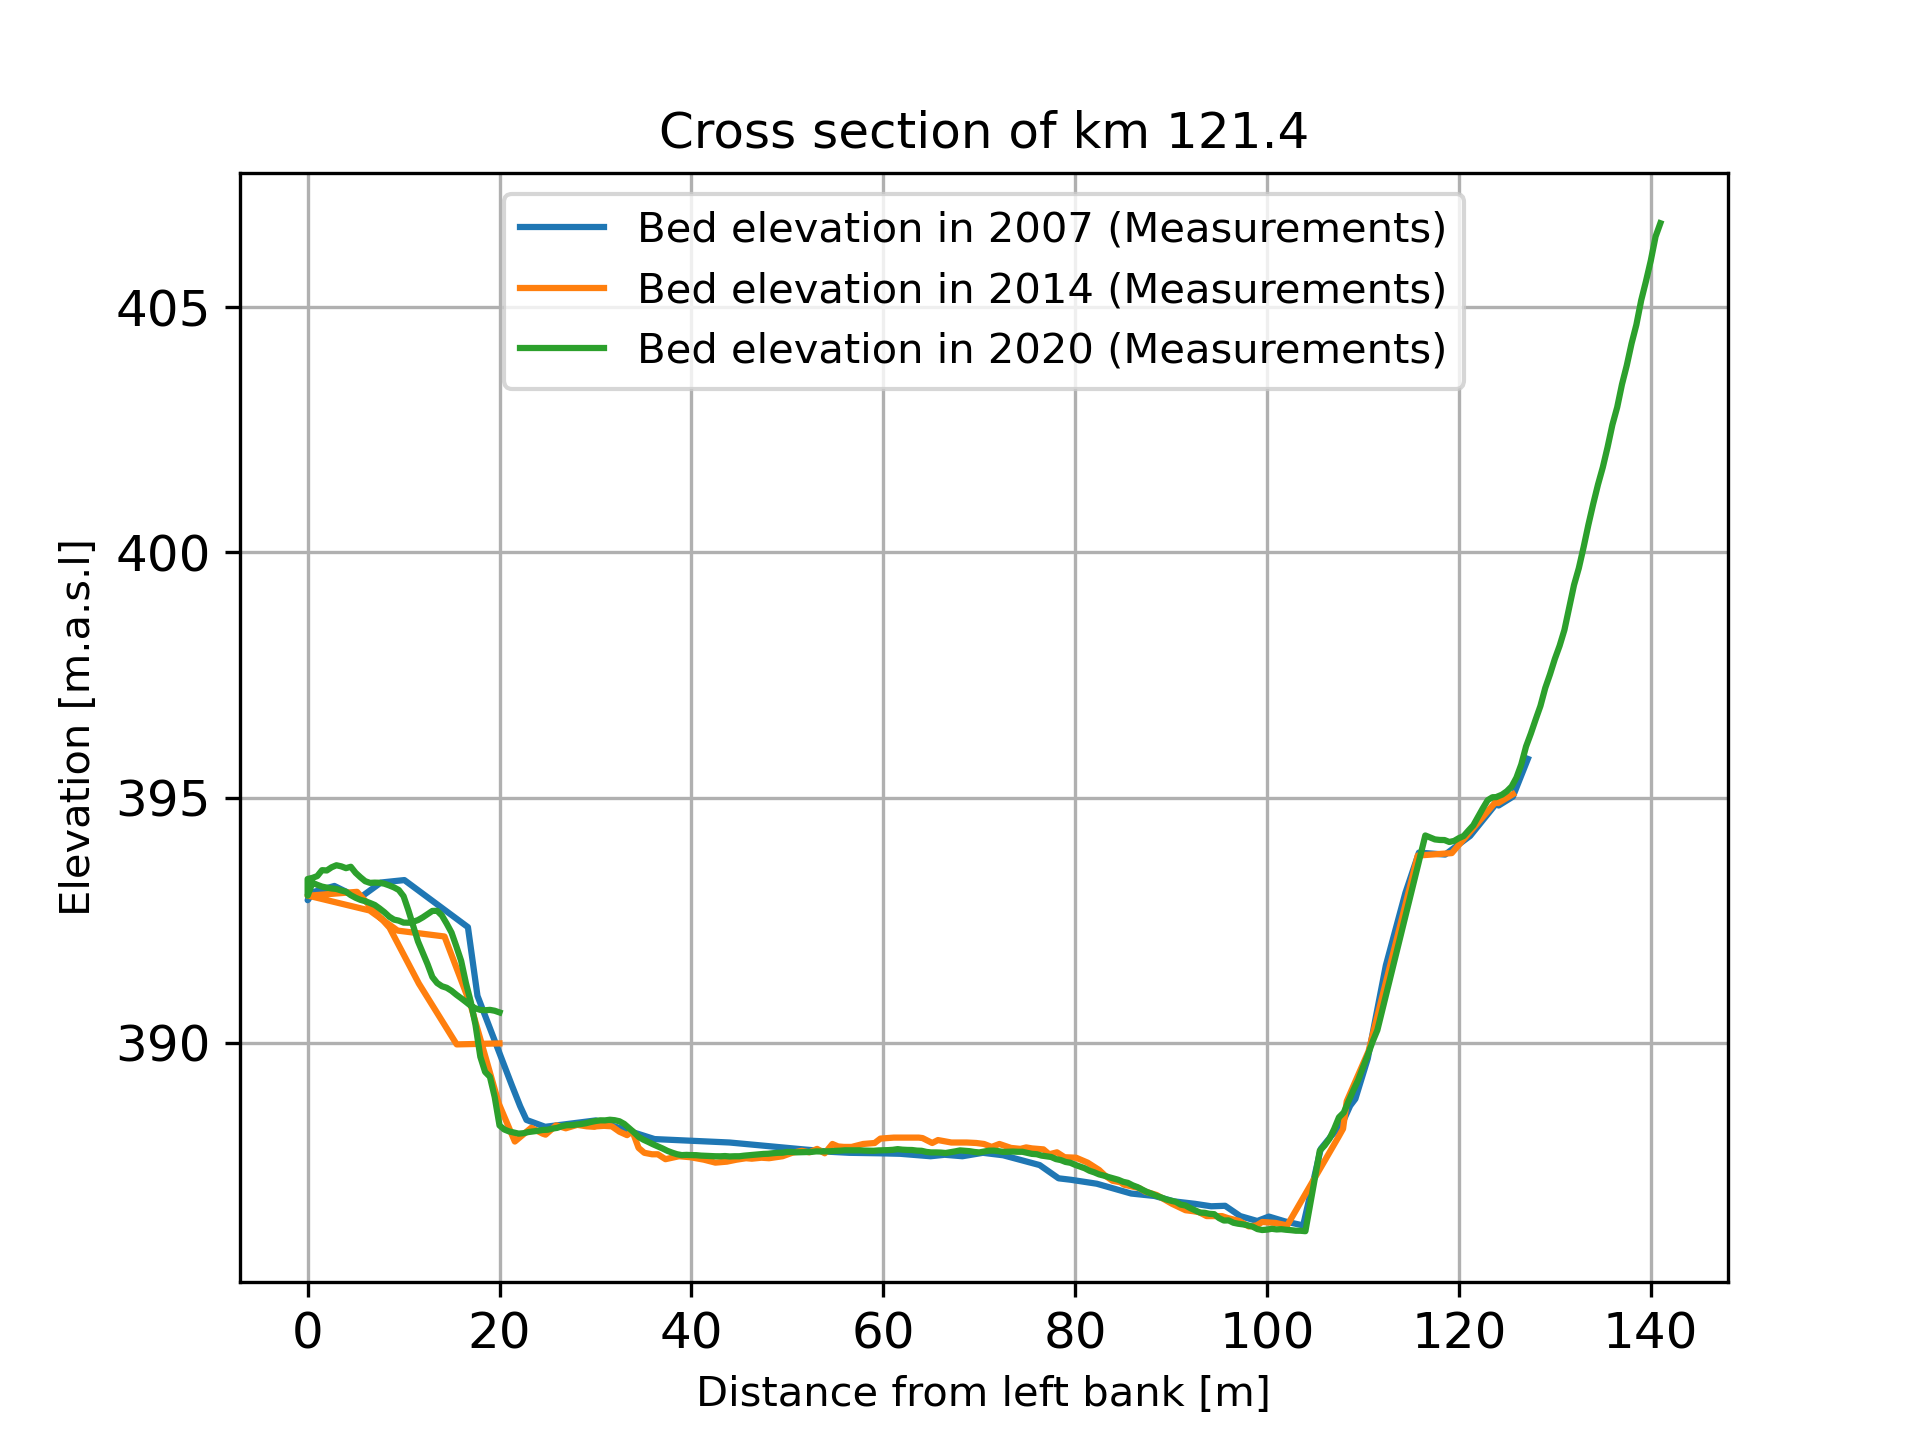 Cross section of km 121.4
Bed elevation in 2007 (Measurements)
Bed elevation in 2014 (Measurements)
Bed elevation in 2020 (Measurements)
Elevation [m.a.s.l]
405
400
395
390
0 20 40 60 80 100 120 140
Distance from left bank [m]